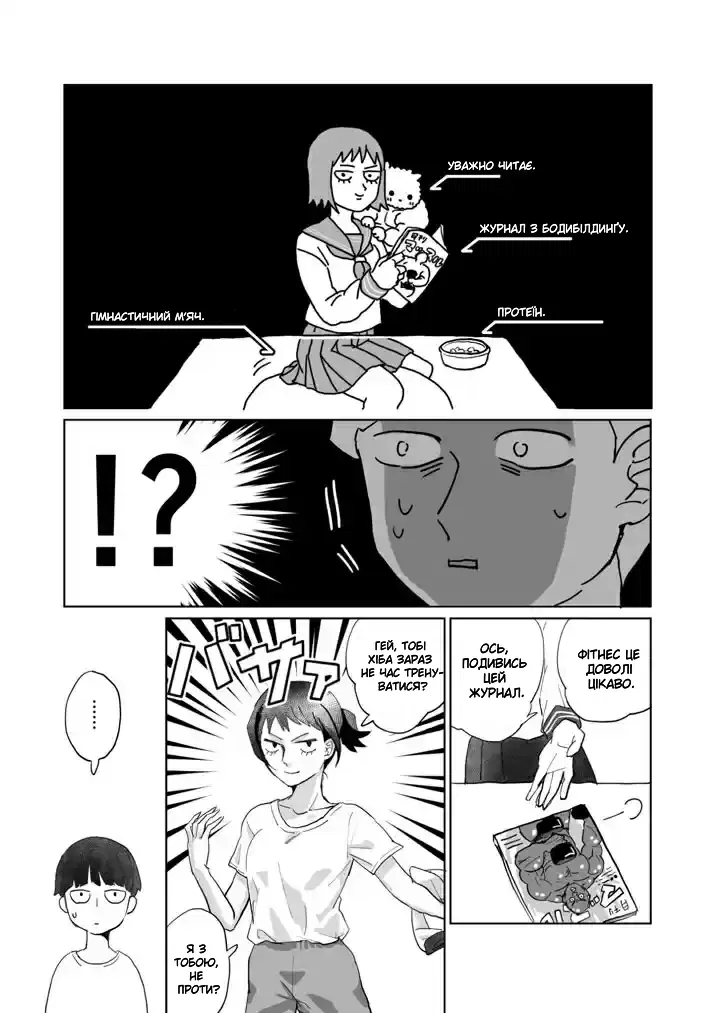 УВАЖНО ЧИТАЄ.
ЖУРНАЛ З БОДИБІЛДИНҐУ.
ПРОТЕЇН.
ГІМНАСТИЧНИЙ М'ЯЧ.
!?
ФІТНЕС ЦЕ
ДОВОЛІ
ЦІКАВО.
ОСЬ,
ПОДИВИСЬ
ЦЕЙ
ЖУРНАЛ.
ГЕЙ, ТОБІ
ХІБА ЗАРАЗ
НЕ ЧАС ТРЕНУ-
ВАТИСЯ?
バサァ
Я З
ТОБОЮ,
НЕ
ПРОТИ?
......